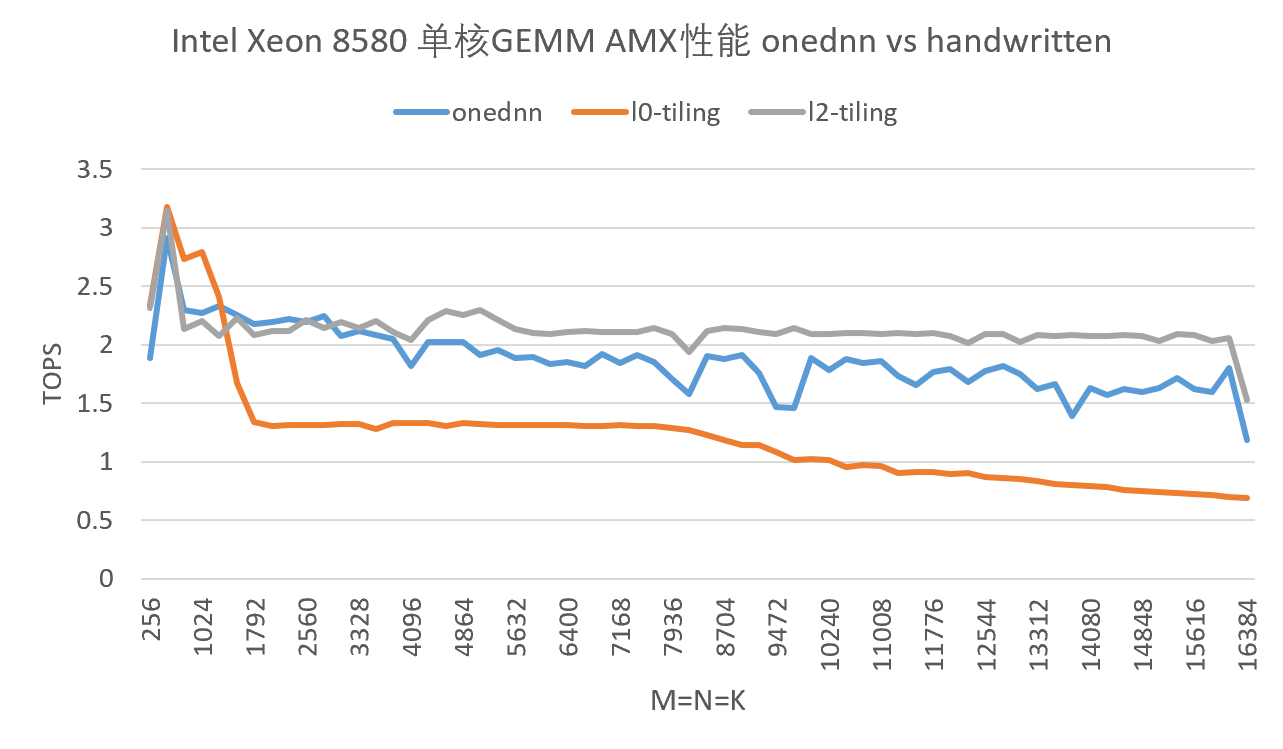 Intel Xeon 8580 单核GEMM AMX性能 onednn vs handwritten
onednn l0-tiling l2-tiling
3.5
3
2.5
2
1.5
1
0.5
0
TOPS
256 1024 1792 2560 3328 4096 4864 5632 6400 7168 7936 8704 9472 10240 11008 11776 12544 13312 14080 14848 15616 16384
M=N=K